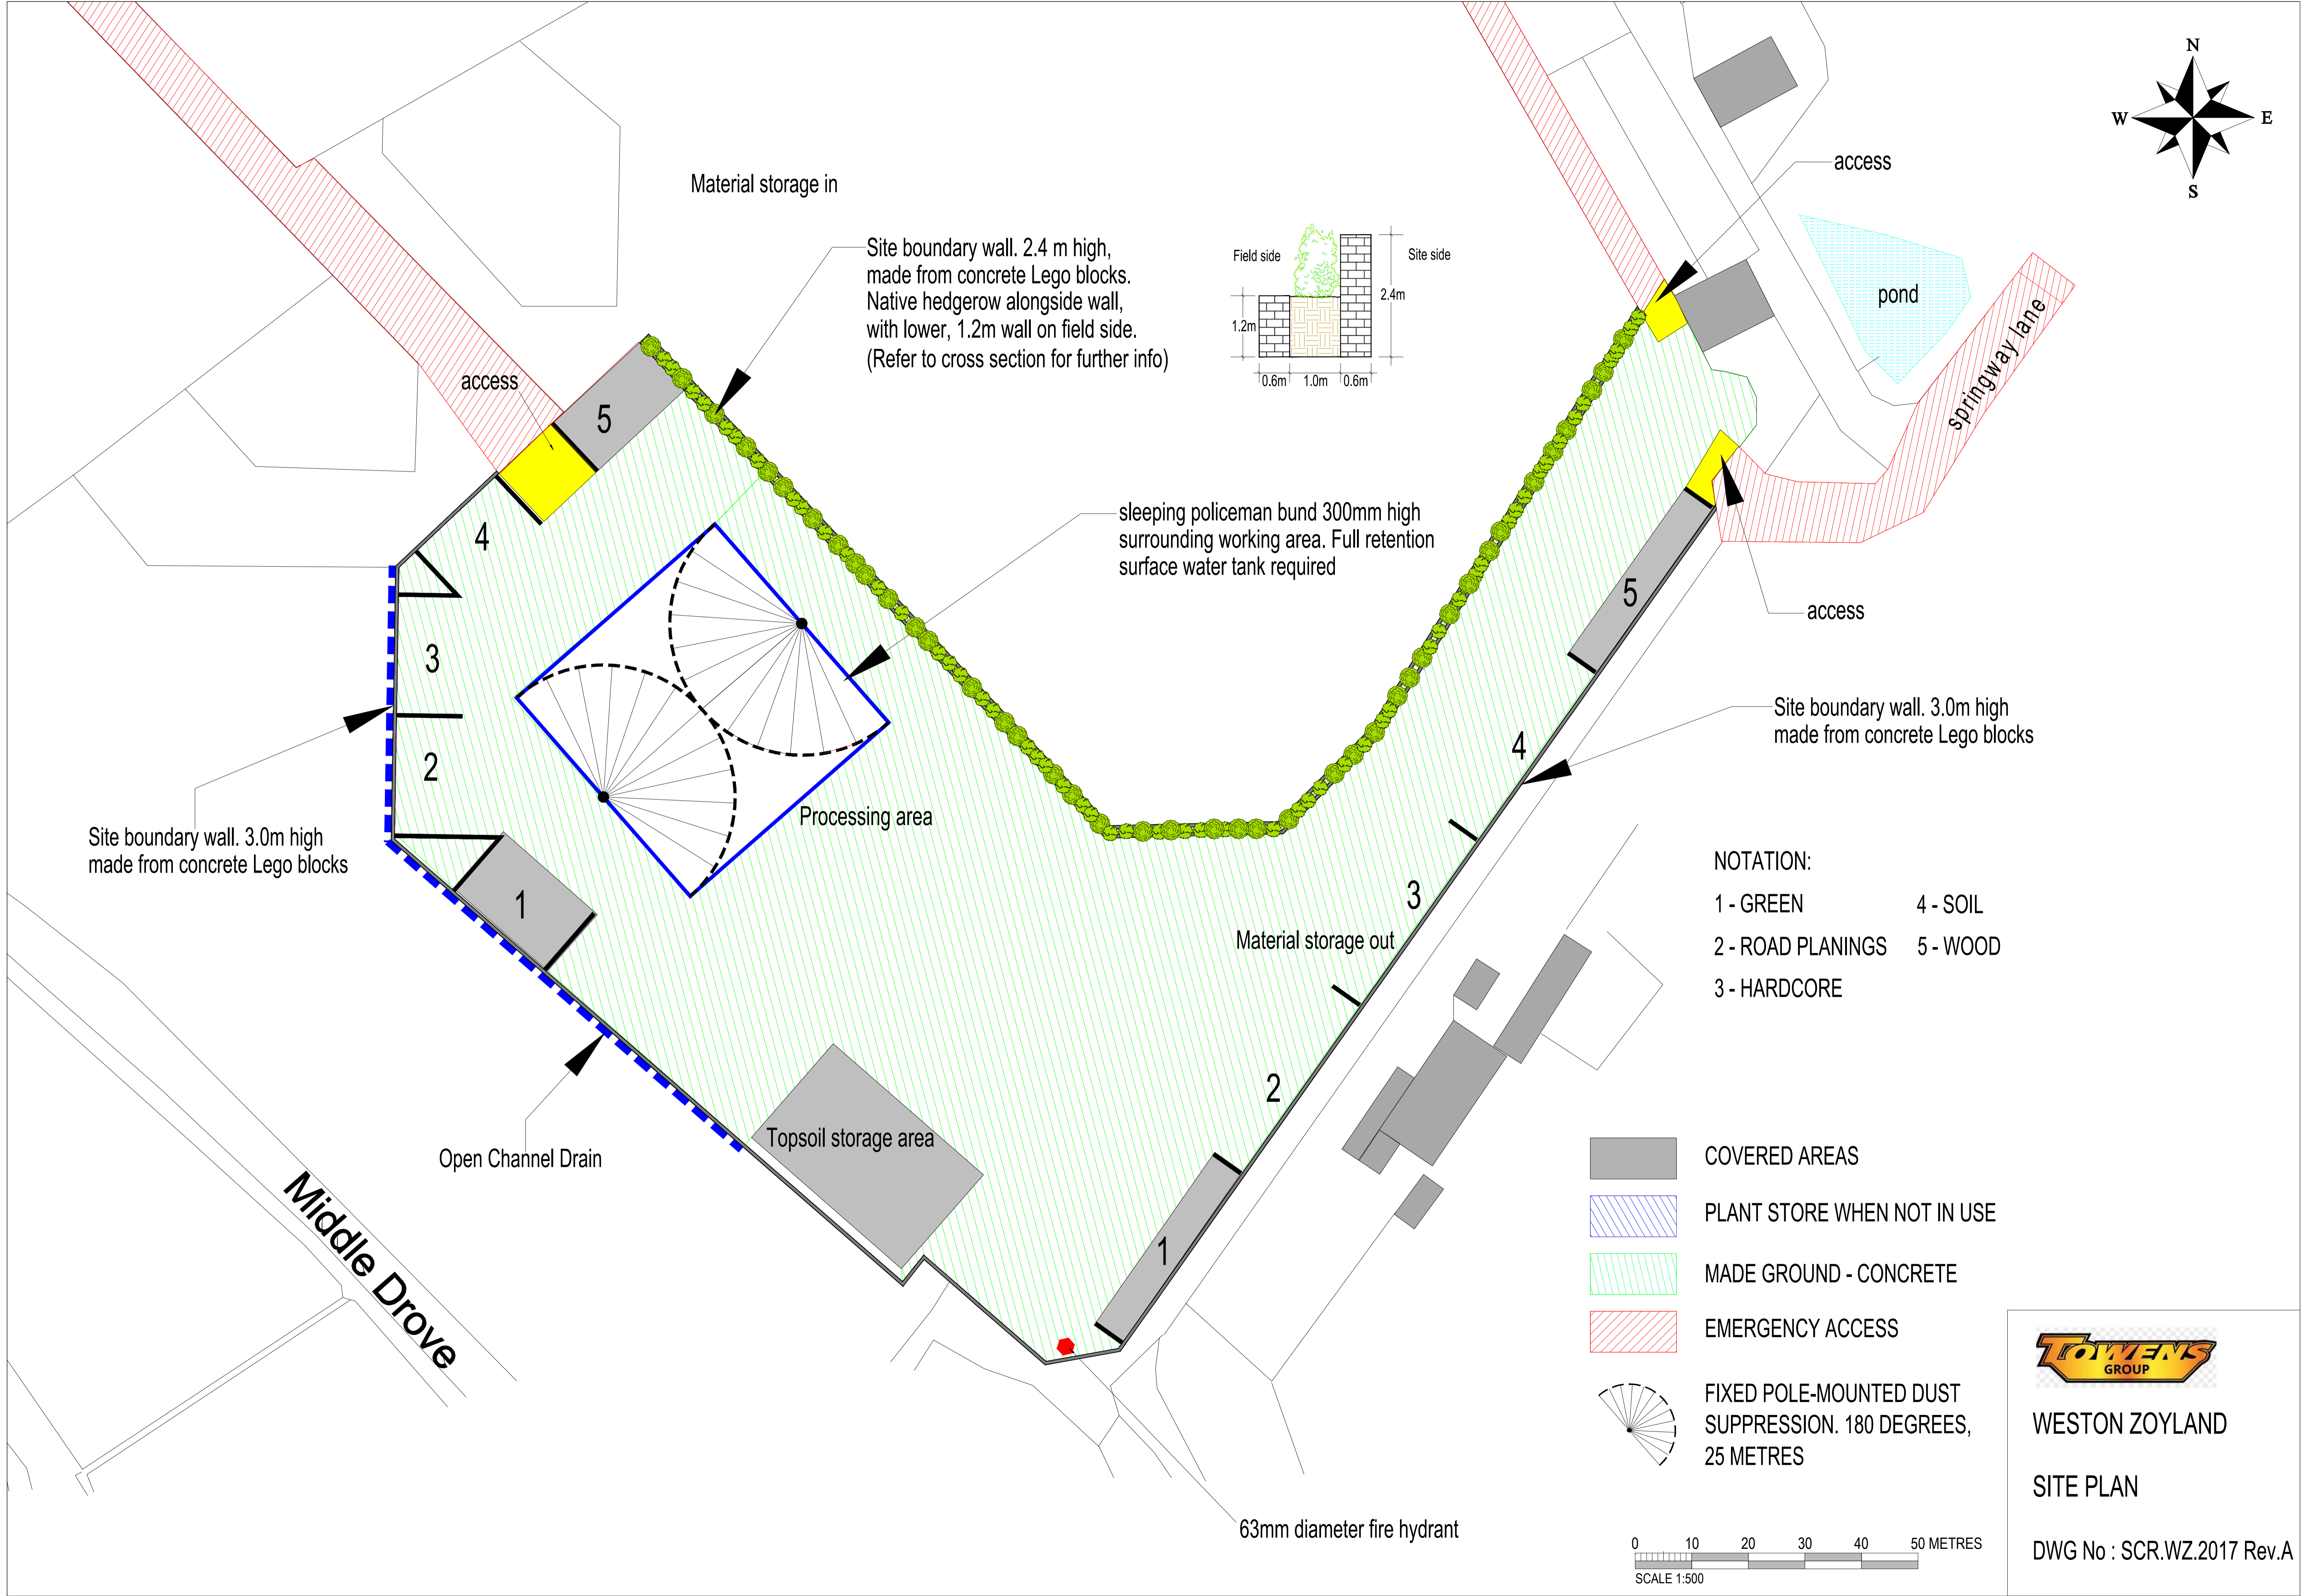 N
W
E
S
access
Material storage in
Site boundary wall. 2.4 m high,
made from concrete Lego blocks.
Native hedgerow alongside wall,
with lower, 1.2m wall on field side.
(Refer to cross section for further info)
Field side
Site side
2.4m
1.2m
0.6m
1.0m
0.6m
pond
springway lane
access
5
4
sleeping policeman bund 300mm high
surrounding working area. Full retention
surface water tank required
5
access
3
2
Site boundary wall. 3.0m high
made from concrete Lego blocks
4
Processing area
Site boundary wall. 3.0m high
made from concrete Lego blocks
1
3
Material storage out
NOTATION:
1 - GREEN
4 - SOIL
2 - ROAD PLANINGS
5 - WOOD
3 - HARDCORE
2
Topsoil storage area
Open Channel Drain
Middle Drove
1
COVERED AREAS
PLANT STORE WHEN NOT IN USE
MADE GROUND - CONCRETE
EMERGENCY ACCESS
FIXED POLE-MOUNTED DUST
SUPPRESSION. 180 DEGREES,
25 METRES
63mm diameter fire hydrant
0 10 20 30 40 50 METRES
SCALE 1:500
TOWENS
GROUP
WESTON ZOYLAND
SITE PLAN
DWG No : SCR.WZ.2017 Rev.A